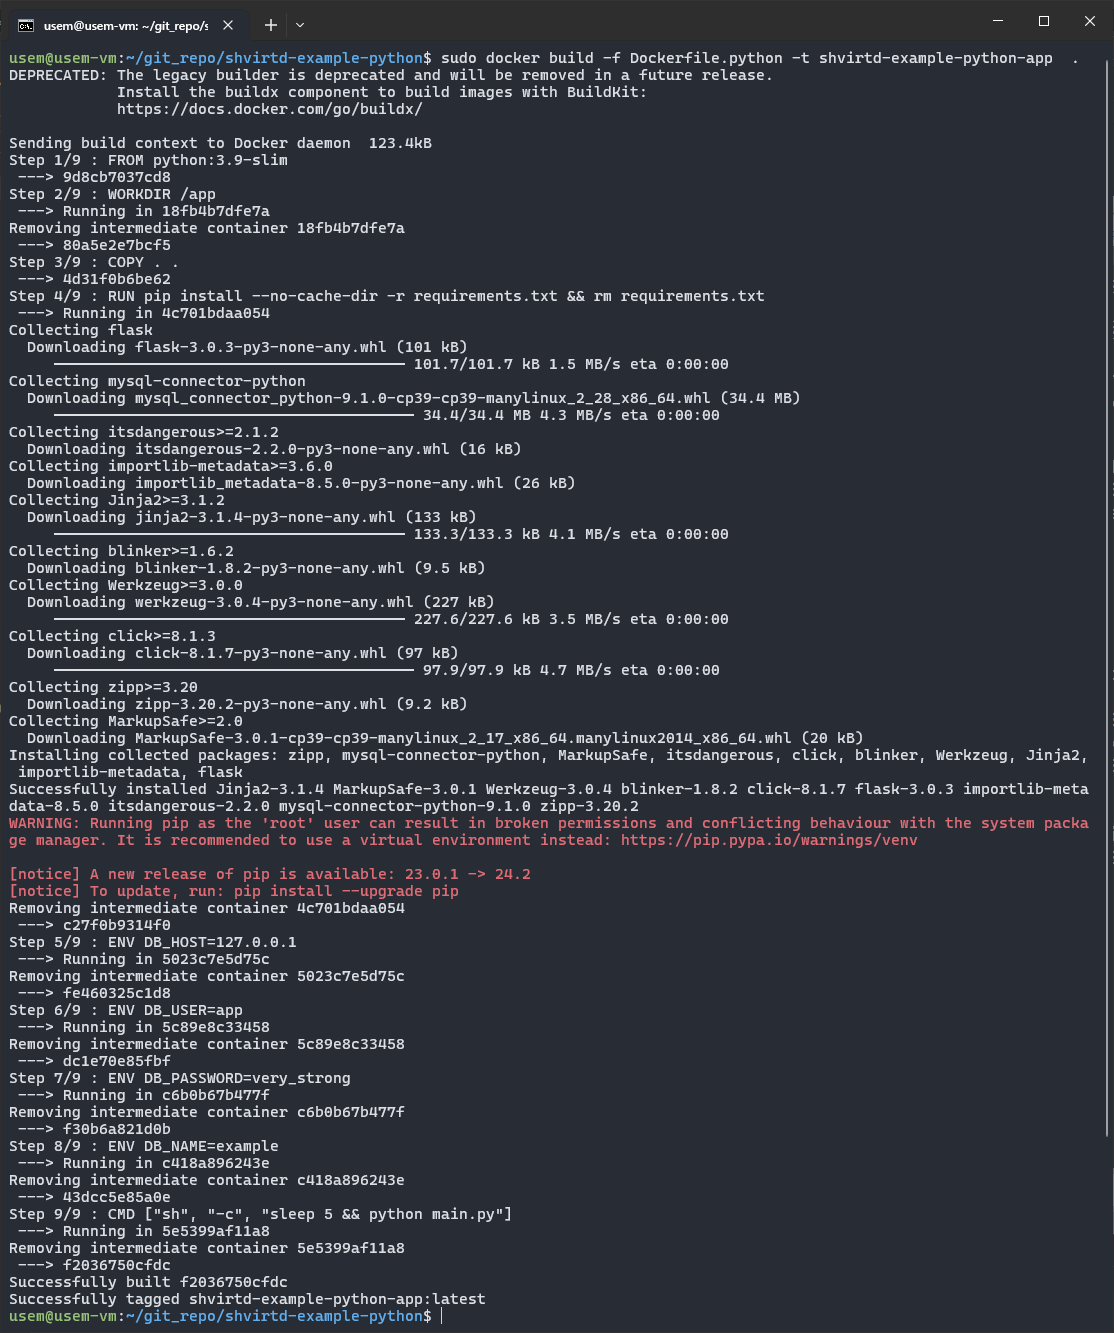 usem@usem-vm: ~/git_repo/s
usem@usem-vm:~/git_repo/shvirtd-example-python$ sudo docker build -f Dockerfile.python -t shvirtd-example-python-app  .
DEPRECATED: The legacy builder is deprecated and will be removed in a future release.
            Install the buildx component to build images with BuildKit:
            https://docs.docker.com/go/buildx/

Sending build context to Docker daemon  123.4kB
Step 1/9 : FROM python:3.9-slim
 ---> 9d8cb7037cd8
Step 2/9 : WORKDIR /app
 ---> Running in 18fb4b7dfe7a
Removing intermediate container 18fb4b7dfe7a
 ---> 80a5e2e7bcf5
Step 3/9 : COPY . .
 ---> 4d31f0b6be62
Step 4/9 : RUN pip install --no-cache-dir -r requirements.txt && rm requirements.txt
 ---> Running in 4c701bdaa054
Collecting flask
  Downloading flask-3.0.3-py3-none-any.whl (101 kB)
     ━━━━━━━━━━━━━━━━━━━━━━━━━━━━━━━━━━━━━━━ 101.7/101.7 kB 1.5 MB/s eta 0:00:00
Collecting mysql-connector-python
  Downloading mysql_connector_python-9.1.0-cp39-cp39-manylinux_2_28_x86_64.whl (34.4 MB)
     ━━━━━━━━━━━━━━━━━━━━━━━━━━━━━━━━━━━━━━━━ 34.4/34.4 MB 4.3 MB/s eta 0:00:00
Collecting itsdangerous>=2.1.2
  Downloading itsdangerous-2.2.0-py3-none-any.whl (16 kB)
Collecting importlib-metadata>=3.6.0
  Downloading importlib_metadata-8.5.0-py3-none-any.whl (26 kB)
Collecting Jinja2>=3.1.2
  Downloading jinja2-3.1.4-py3-none-any.whl (133 kB)
     ━━━━━━━━━━━━━━━━━━━━━━━━━━━━━━━━━━━━━━━ 133.3/133.3 kB 4.1 MB/s eta 0:00:00
Collecting blinker>=1.6.2
  Downloading blinker-1.8.2-py3-none-any.whl (9.5 kB)
Collecting Werkzeug>=3.0.0
  Downloading werkzeug-3.0.4-py3-none-any.whl (227 kB)
     ━━━━━━━━━━━━━━━━━━━━━━━━━━━━━━━━━━━━━━━ 227.6/227.6 kB 3.5 MB/s eta 0:00:00
Collecting click>=8.1.3
  Downloading click-8.1.7-py3-none-any.whl (97 kB)
     ━━━━━━━━━━━━━━━━━━━━━━━━━━━━━━━━━━━━━━━━ 97.9/97.9 kB 4.7 MB/s eta 0:00:00
Collecting zipp>=3.20
  Downloading zipp-3.20.2-py3-none-any.whl (9.2 kB)
Collecting MarkupSafe>=2.0
  Downloading MarkupSafe-3.0.1-cp39-cp39-manylinux_2_17_x86_64.manylinux2014_x86_64.whl (20 kB)
Installing collected packages: zipp, mysql-connector-python, MarkupSafe, itsdangerous, click, blinker, Werkzeug, Jinja2,
 importlib-metadata, flask
Successfully installed Jinja2-3.1.4 MarkupSafe-3.0.1 Werkzeug-3.0.4 blinker-1.8.2 click-8.1.7 flask-3.0.3 importlib-meta
data-8.5.0 itsdangerous-2.2.0 mysql-connector-python-9.1.0 zipp-3.20.2
WARNING: Running pip as the 'root' user can result in broken permissions and conflicting behaviour with the system packa
ge manager. It is recommended to use a virtual environment instead: https://pip.pypa.io/warnings/venv

[notice] A new release of pip is available: 23.0.1 -> 24.2
[notice] To update, run: pip install --upgrade pip
Removing intermediate container 4c701bdaa054
 ---> c27f0b9314f0
Step 5/9 : ENV DB_HOST=127.0.0.1
 ---> Running in 5023c7e5d75c
Removing intermediate container 5023c7e5d75c
 ---> fe460325c1d8
Step 6/9 : ENV DB_USER=app
 ---> Running in 5c89e8c33458
Removing intermediate container 5c89e8c33458
 ---> dc1e70e85fbf
Step 7/9 : ENV DB_PASSWORD=very_strong
 ---> Running in c6b0b67b477f
Removing intermediate container c6b0b67b477f
 ---> f30b6a821d0b
Step 8/9 : ENV DB_NAME=example
 ---> Running in c418a896243e
Removing intermediate container c418a896243e
 ---> 43dcc5e85a0e
Step 9/9 : CMD ["sh", "-c", "sleep 5 && python main.py"]
 ---> Running in 5e5399af11a8
Removing intermediate container 5e5399af11a8
 ---> f2036750cfdc
Successfully built f2036750cfdc
Successfully tagged shvirtd-example-python-app:latest
usem@usem-vm:~/git_repo/shvirtd-example-python$